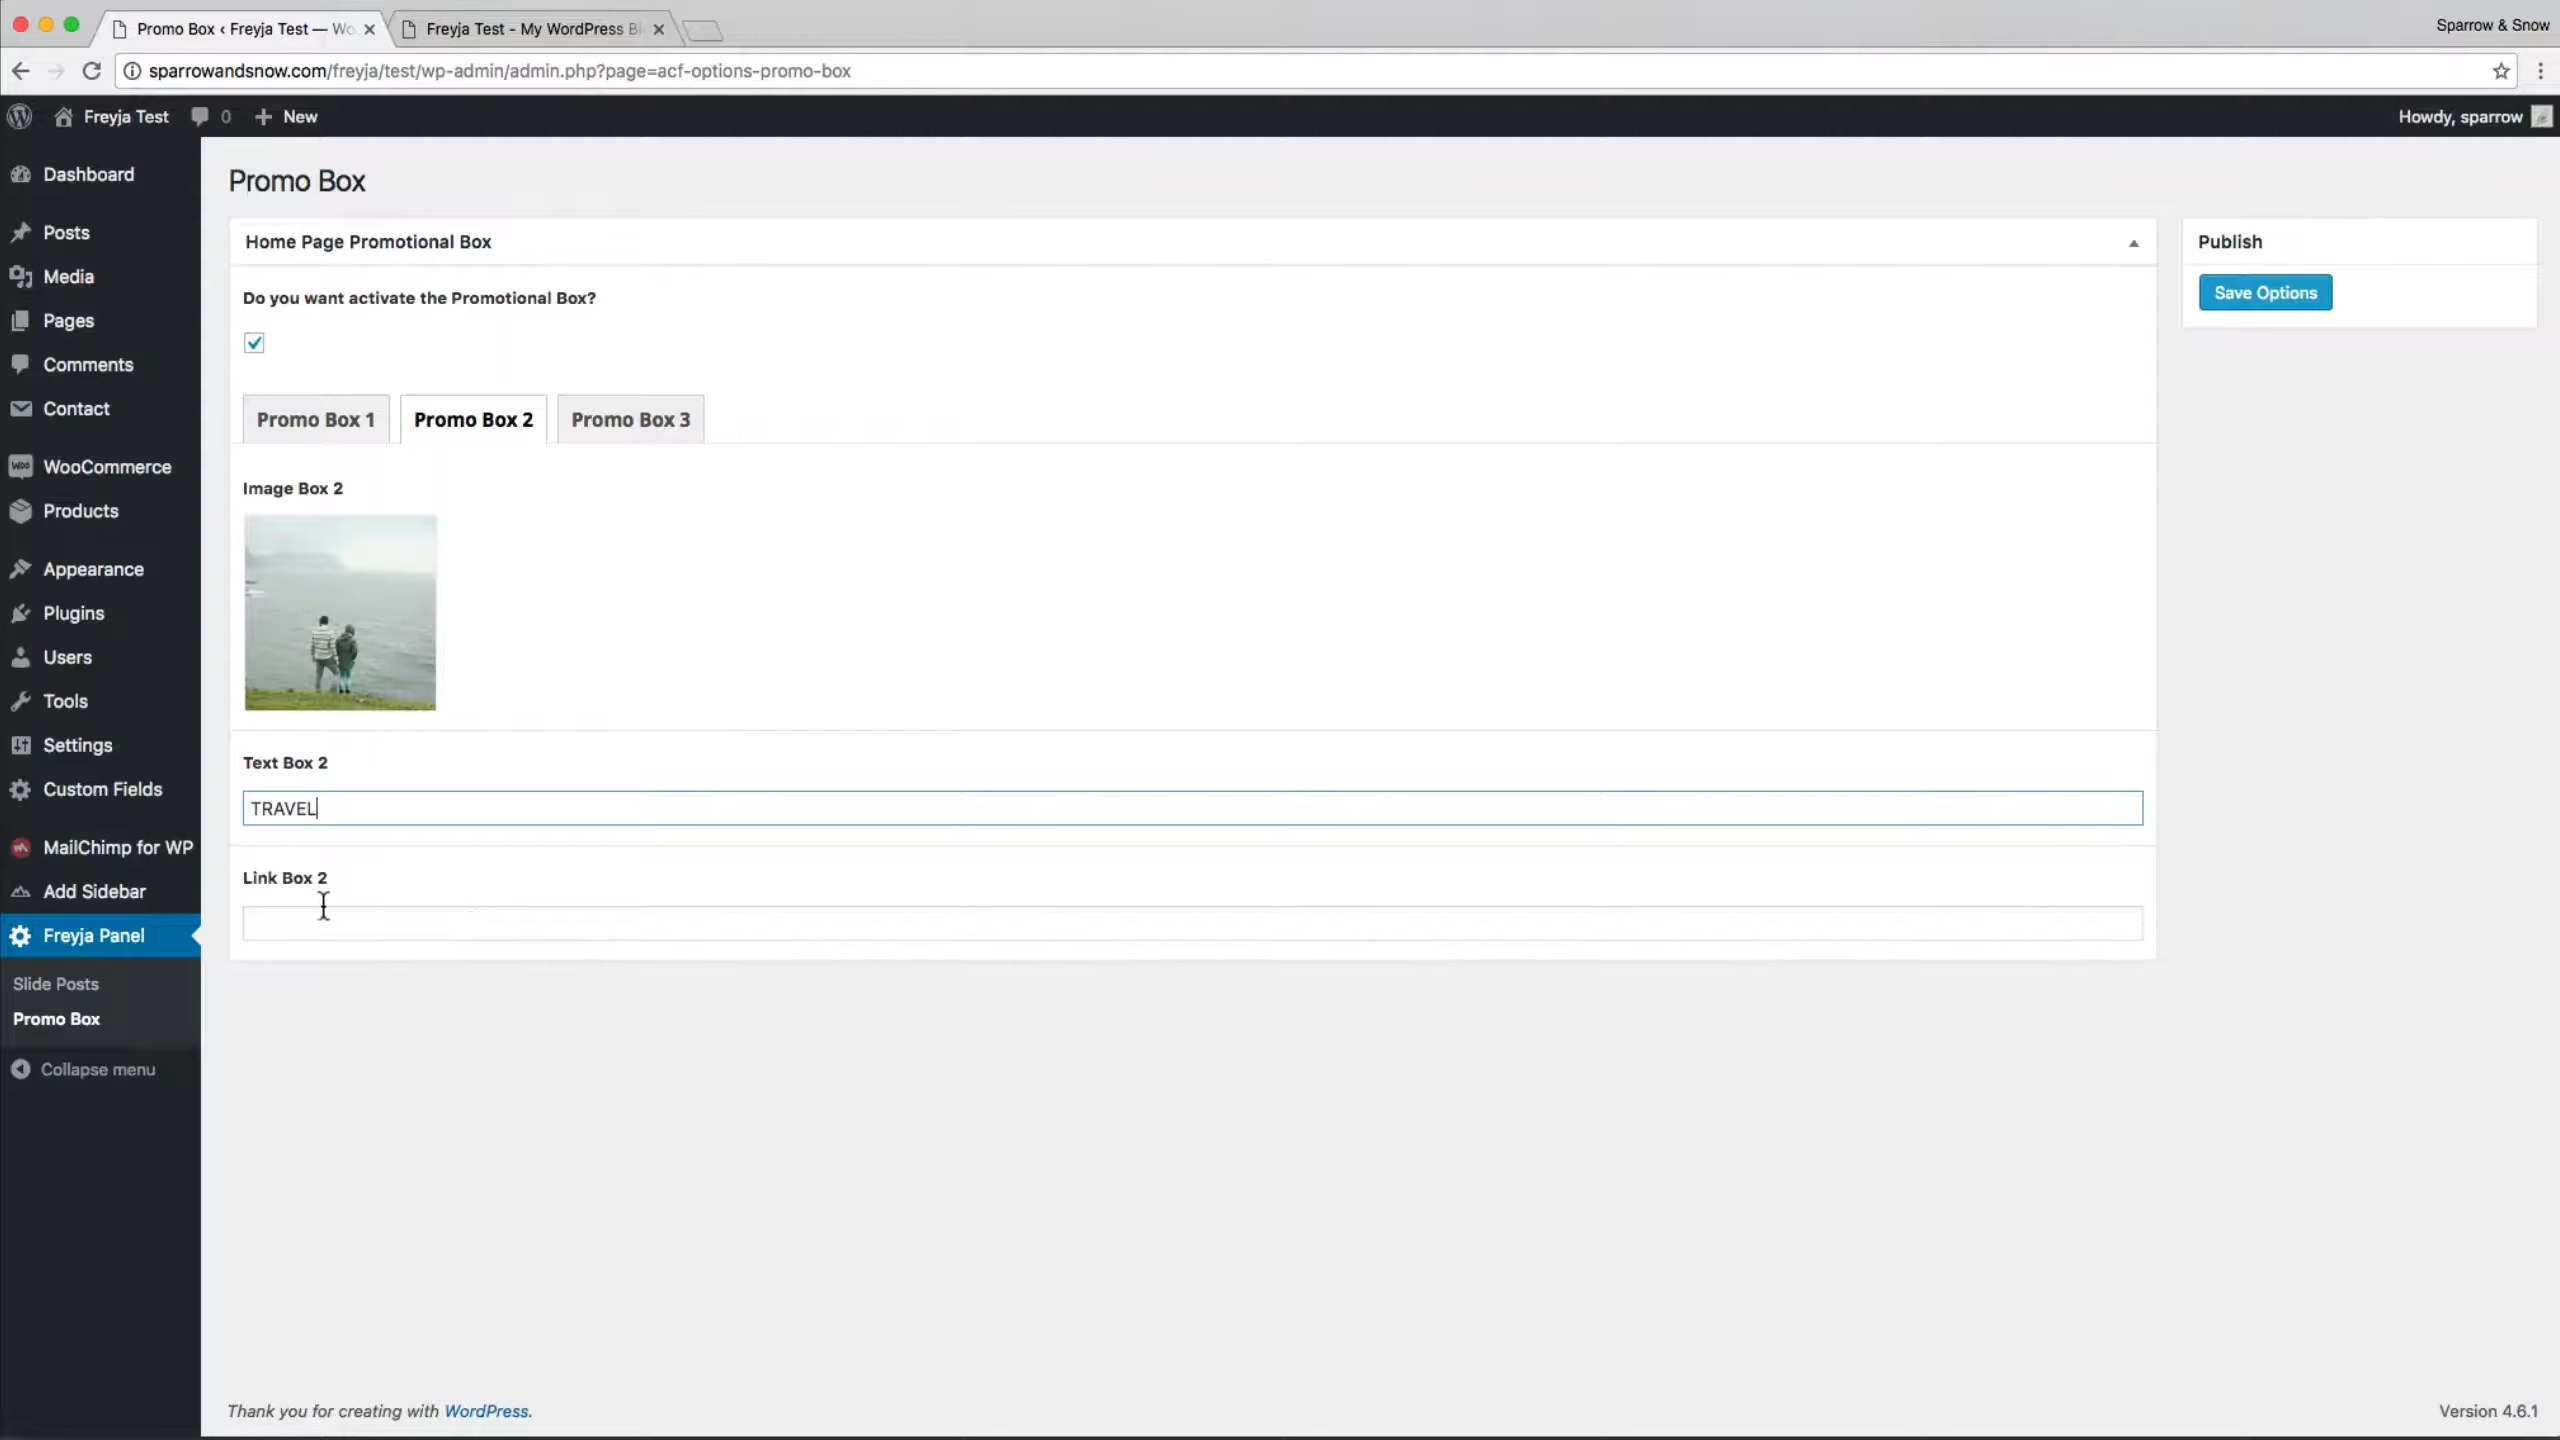 Promo Box ‹ Freyja Test — Wo
Freyja Test - My WordPress Bl
Sparrow & Snow
sparrowandsnow.com/freyja/test/wp-admin/admin.php?page=acf-options-promo-box
Freyja Test
0
New
Howdy, sparrow
Dashboard
Posts
Media
Pages
Comments
Contact
WooCommerce
Products
Appearance
Plugins
Users
Tools
Settings
Custom Fields
MailChimp for WP
Add Sidebar
Freyja Panel
Slide Posts
Promo Box
Collapse menu
Promo Box
Home Page Promotional Box
Do you want activate the Promotional Box?
Promo Box 1
Promo Box 2
Promo Box 3
Image Box 2
Text Box 2
TRAVEL
Link Box 2
Publish
Save Options
Thank you for creating with WordPress.
Version 4.6.1